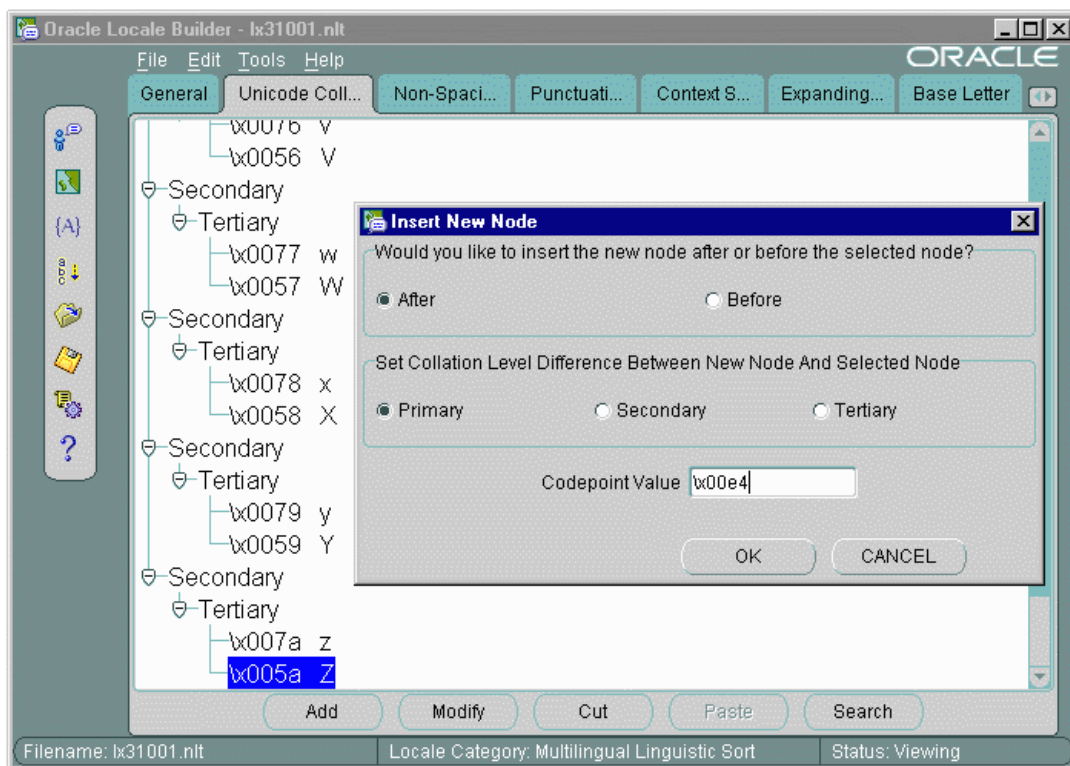 Oracle Locale Builder - lx31001.nlt
File Edit Tools Help
ORACLE
General Unicode Coll... Non-Spaci... Punctuati... Context S... Expanding... Base Letter
\x0076 v
\x0056 V
Secondary
Tertiary
\x0077 w
\x0057 W
Secondary
Tertiary
\x0078 x
\x0058 X
Secondary
Tertiary
\x0079 y
\x0059 Y
Secondary
Tertiary
\x007a z
\x005a Z
{A}
a
b
c
?
Insert New Node
Would you like to insert the new node after or before the selected node?
After Before
Set Collation Level Difference Between New Node And Selected Node
Primary Secondary Tertiary
Codepoint Value \x00e4
OK CANCEL
Add Modify Cut Paste Search
Filename: lx31001.nlt Locale Category: Multilingual Linguistic Sort Status: Viewing